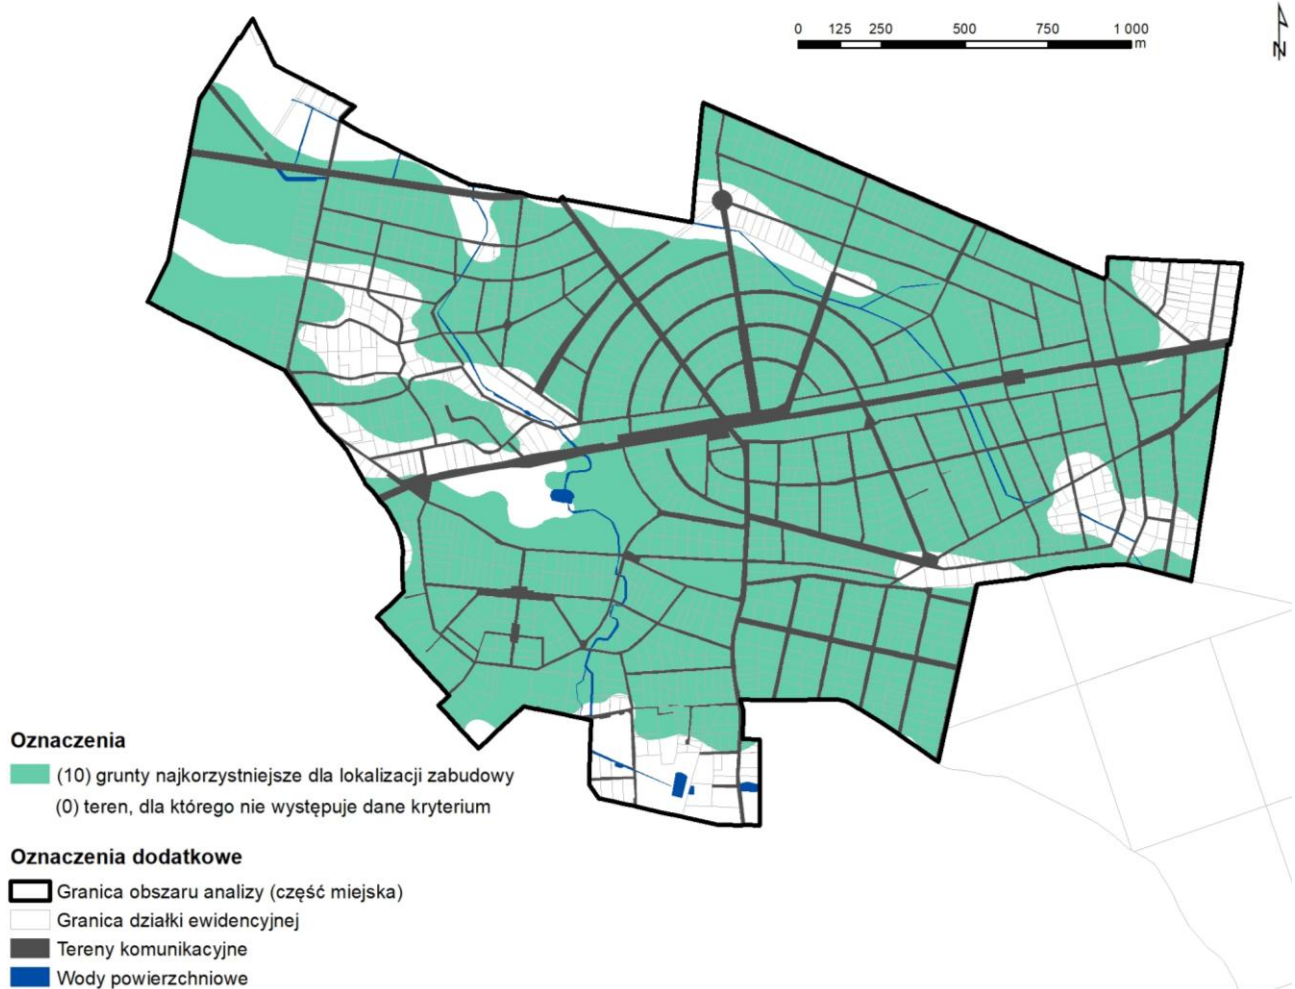 0 125 250 500 750 1 000
m
N
Oznaczenia
(10) grunty najkorzystniejsze dla lokalizacji zabudowy
(0) teren, dla którego nie występuje dane kryterium
Oznaczenia dodatkowe
Granica obszaru analizy (część miejska)
Granica działki ewidencyjnej
Tereny komunikacyjne
Wody powierzchniowe